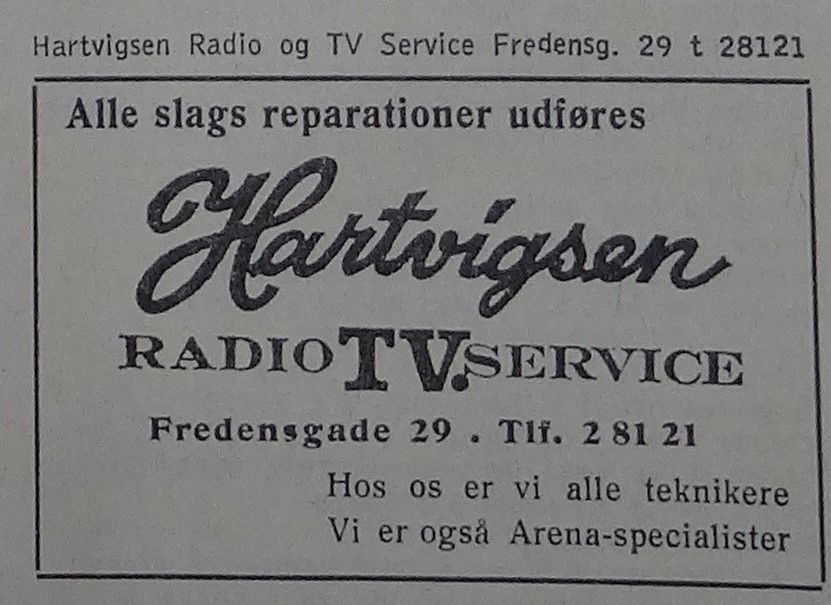 Hartvigsen Radio og TV Service Fredensg. 29 t 28121
Alle slags reparationer udføres
Hartvigsen
RADIO TV. SERVICE
Fredensgade 29 . Tlf. 2 81 21
Hos os er vi alle teknikere
Vi er også Arena-specialister